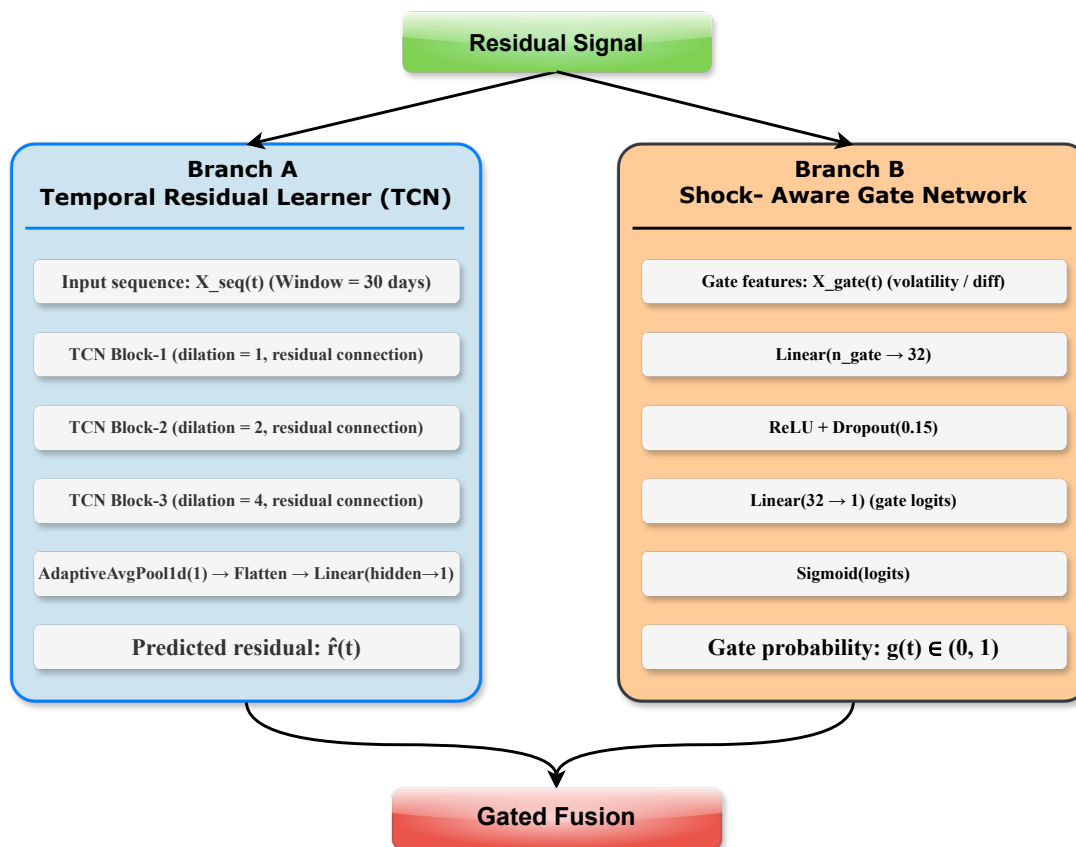 Residual Signal
Branch A
Temporal Residual Learner (TCN)
Input sequence: X_seq(t) (Window = 30 days)
TCN Block-1 (dilation = 1, residual connection)
TCN Block-2 (dilation = 2, residual connection)
TCN Block-3 (dilation = 4, residual connection)
AdaptiveAvgPool1d(1) → Flatten → Linear(hidden→1)
Predicted residual: r̂(t)
Branch B
Shock- Aware Gate Network
Gate features: X_gate(t) (volatility / diff)
Linear(n_gate → 32)
ReLU + Dropout(0.15)
Linear(32 → 1) (gate logits)
Sigmoid(logits)
Gate probability: g(t) ∈ (0, 1)
Gated Fusion